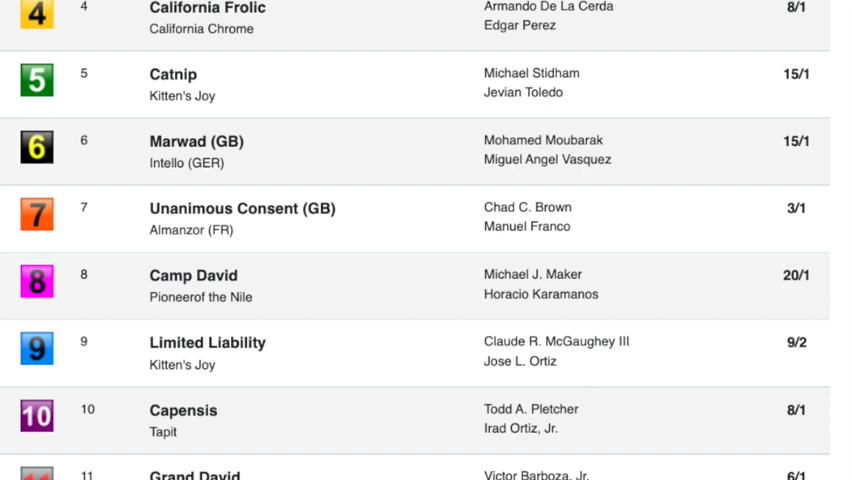 4 4 California Frolic Armando De La Cerda 8/1
California Chrome Edgar Perez
5 5 Catnip Michael Stidham 15/1
Kitten's Joy Jevian Toledo
6 6 Marwad (GB) Mohamed Moubarak 15/1
Intello (GER) Miguel Angel Vasquez
7 7 Unanimous Consent (GB) Chad C. Brown 3/1
Almanzor (FR) Manuel Franco
8 8 Camp David Michael J. Maker 20/1
Pioneerof the Nile Horacio Karamanos
9 9 Limited Liability Claude R. McGaughey III 9/2
Kitten's Joy Jose L. Ortiz
10 10 Capensis Todd A. Pletcher 8/1
Tapit Irad Ortiz, Jr.
11 11 Grand David Victor Barboza, Jr. 6/1